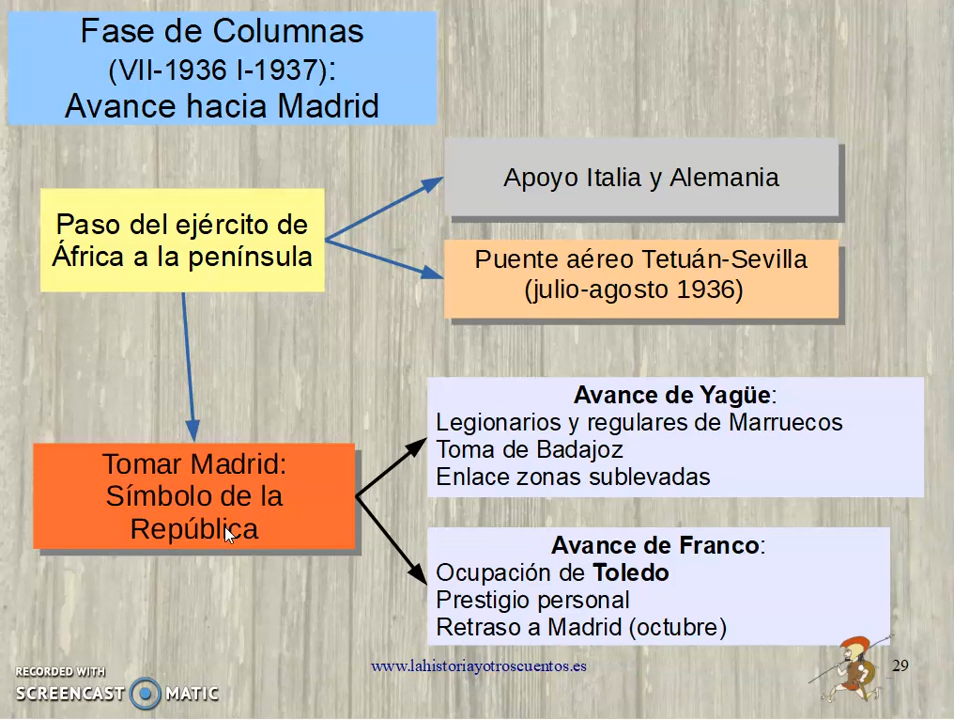 Fase de Columnas
(VII-1936 I-1937):
Avance hacia Madrid
Apoyo Italia y Alemania
Paso del ejército de
África a la península
Puente aéreo Tetuán-Sevilla
(julio-agosto 1936)
Avance de Yagüe:
Legionarios y regulares de Marruecos
Toma de Badajoz
Enlace zonas sublevadas
Tomar Madrid:
Símbolo de la
República
Avance de Franco:
Ocupación de Toledo
Prestigio personal
Retraso a Madrid (octubre)
www.lahistoriayotroscuentos.es
29
RECORDED WITH
SCREENCAST MATIC